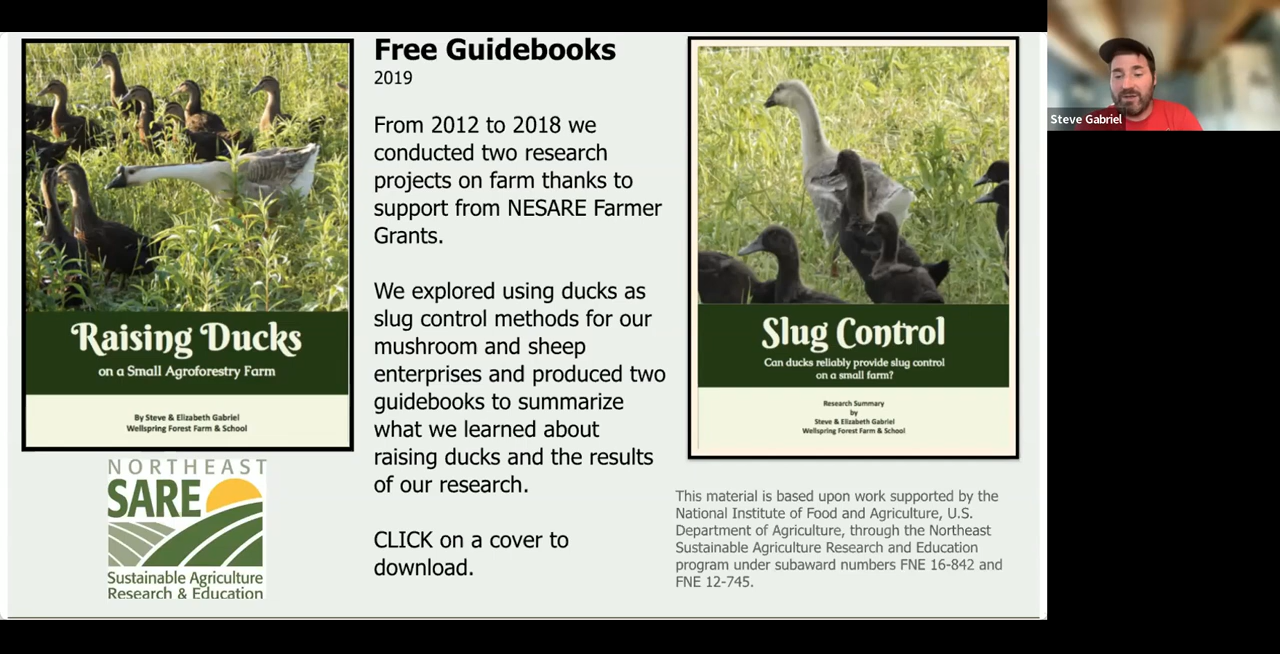 Free Guidebooks
2019
From 2012 to 2018 we
conducted two research
projects on farm thanks to
support from NESARE Farmer
Grants.
We explored using ducks as
slug control methods for our
mushroom and sheep
enterprises and produced two
guidebooks to summarize
what we learned about
raising ducks and the results
of our research.
CLICK on a cover to
download.
Raising Ducks
on a Small Agroforestry Farm
By Steve & Elizabeth Gabriel
Wellspring Forest Farm & School
NORTHEAST
SARE
Sustainable Agriculture
Research & Education
Slug Control
Can ducks reliably provide slug control
on a small farm?
Research Summary
by
Steve & Elizabeth Gabriel
Wellspring Forest Farm & School
This material is based upon work supported by the
National Institute of Food and Agriculture, U.S.
Department of Agriculture, through the Northeast
Sustainable Agriculture Research and Education
program under subaward numbers FNE 16-842 and
FNE 12-745.
Steve Gabriel